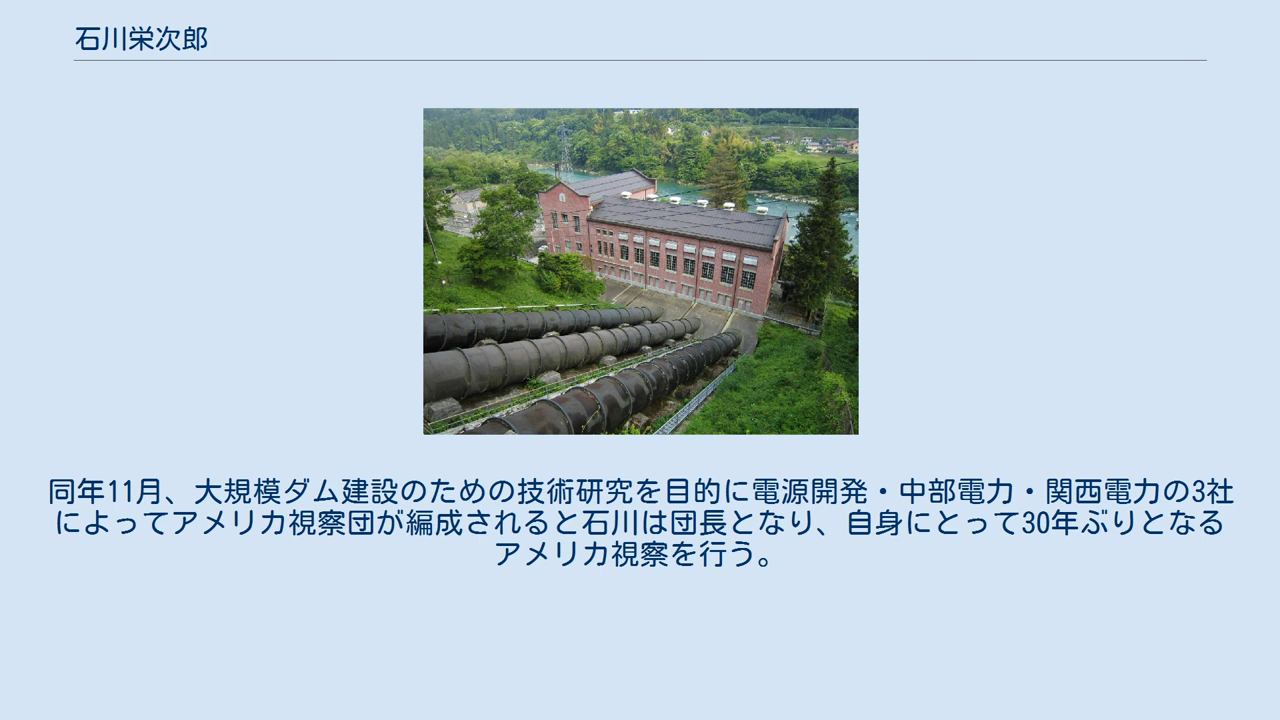 石川栄次郎
同年11月、大規模ダム建設のための技術研究を目的に電源開発・中部電力・関西電力の3社
によってアメリカ視察団が編成されると石川は団長となり、自身にとって30年ぶりとなる
アメリカ視察を行う。